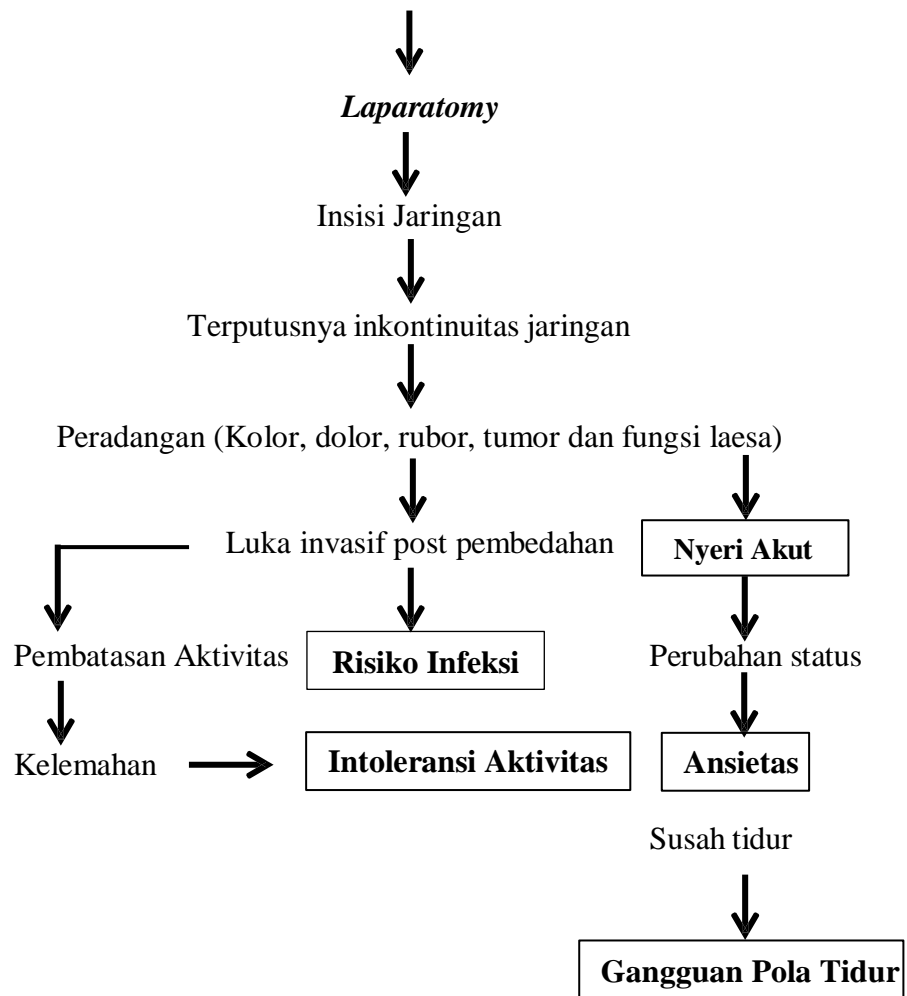 Laparatomy
Insisi Jaringan
Terputusnya inkontinuitas jaringan
Peradangan (Kolor, dolor, rubor, tumor dan fungsi laesa)
Luka invasif post pembedahan
Nyeri Akut
Pembatasan Aktivitas
Risiko Infeksi
Perubahan status
Kelemahan
Intoleransi Aktivitas
Ansietas
Susah tidur
Gangguan Pola Tidur